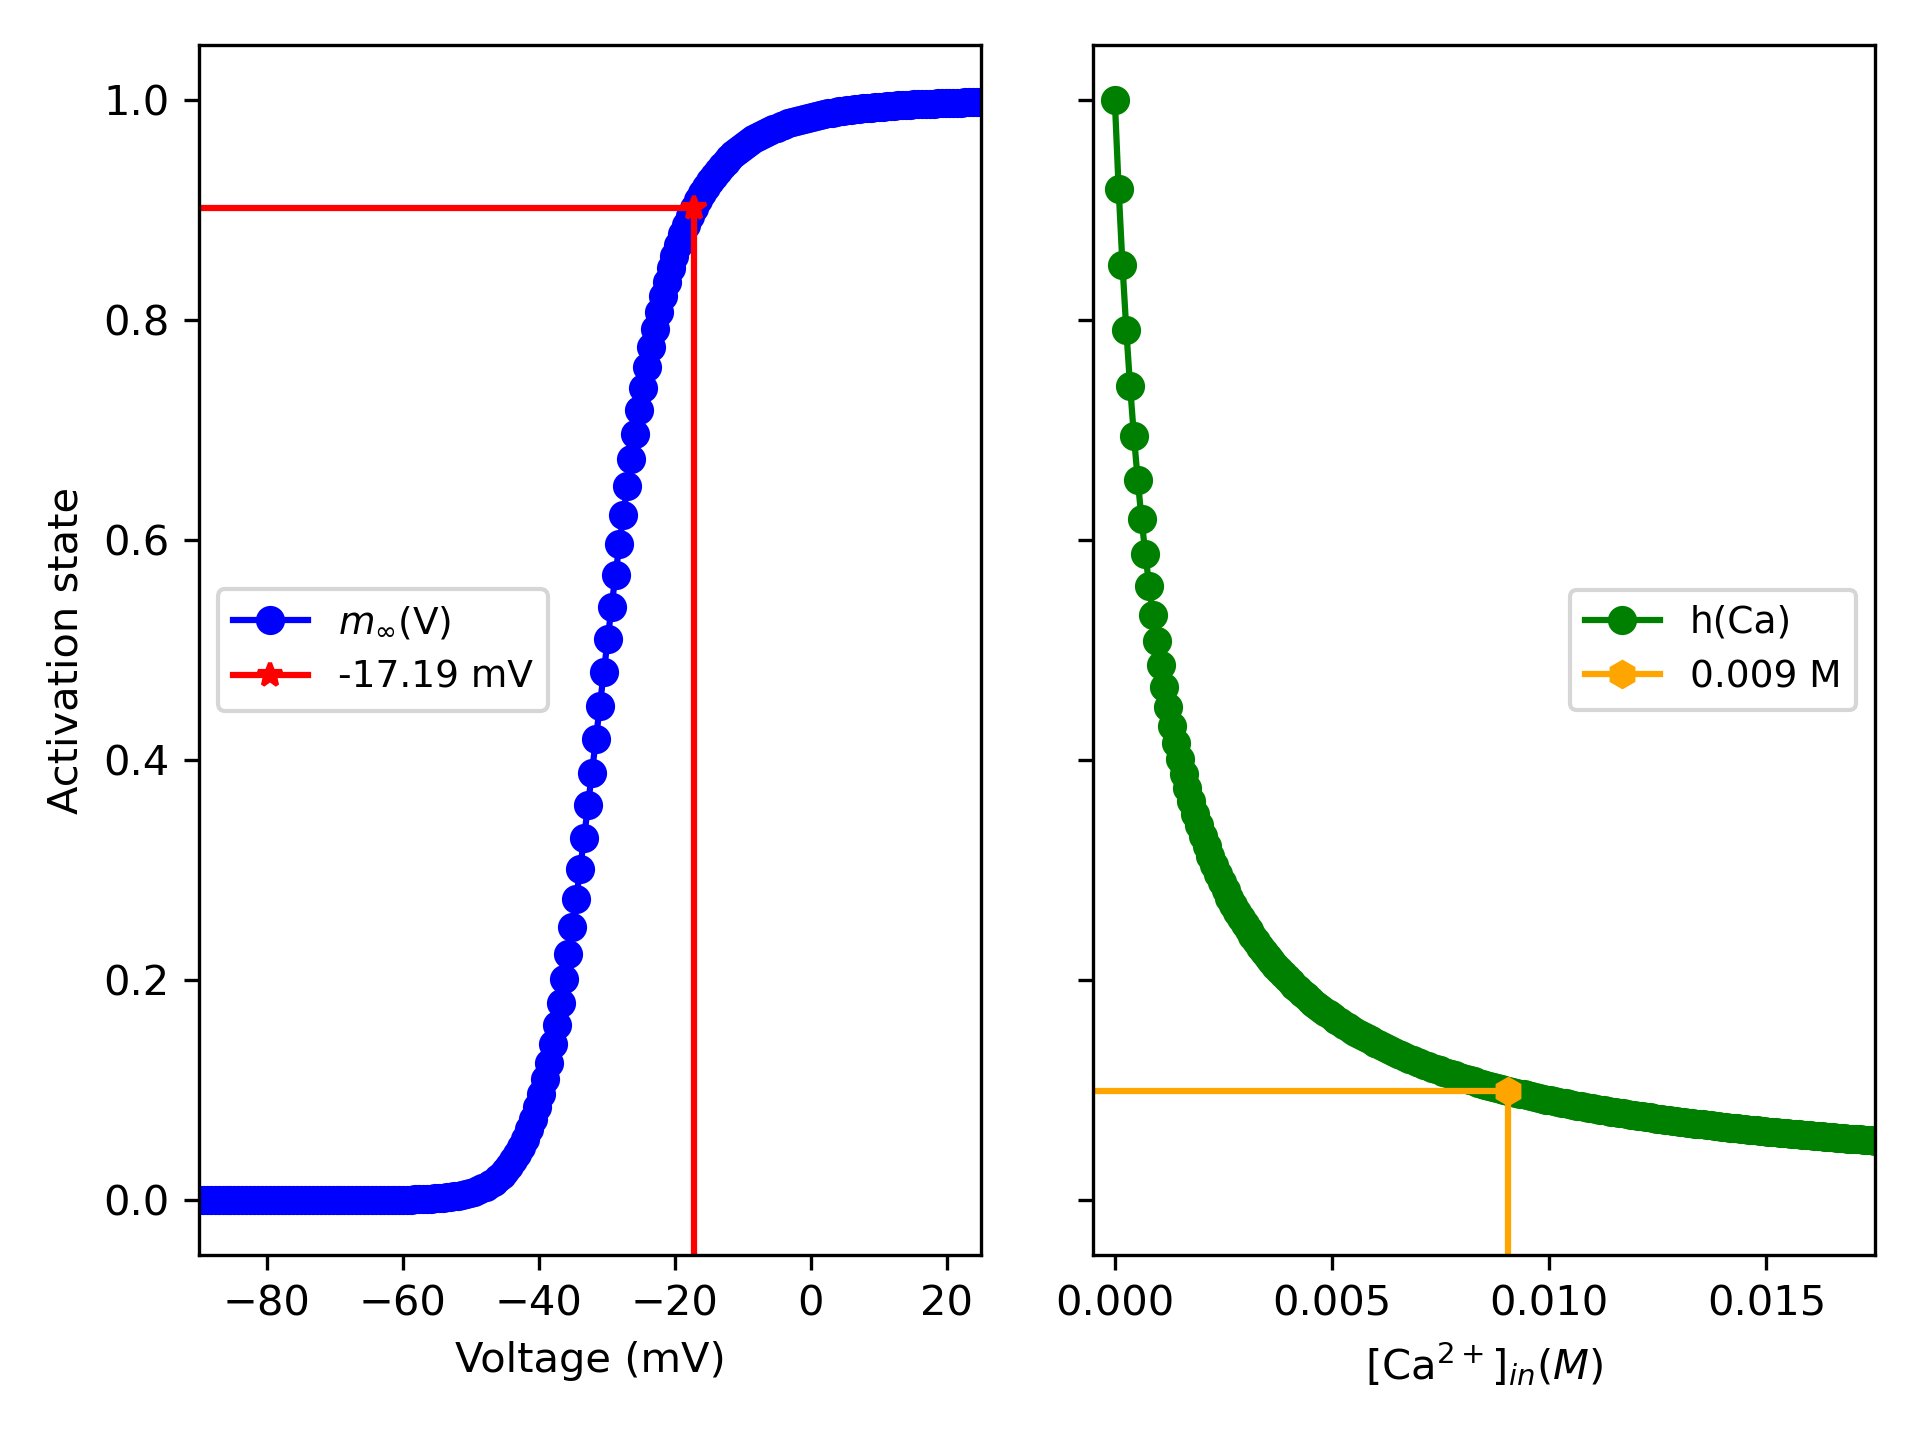 Activation state
1.0
0.8
0.6
0.4
0.2
0.0
m∞(V)
-17.19 mV
−80 −60 −40 −20 0 20
Voltage (mV)
h(Ca)
0.009 M
0.000 0.005 0.010 0.015
[Ca²⁺]in(M)